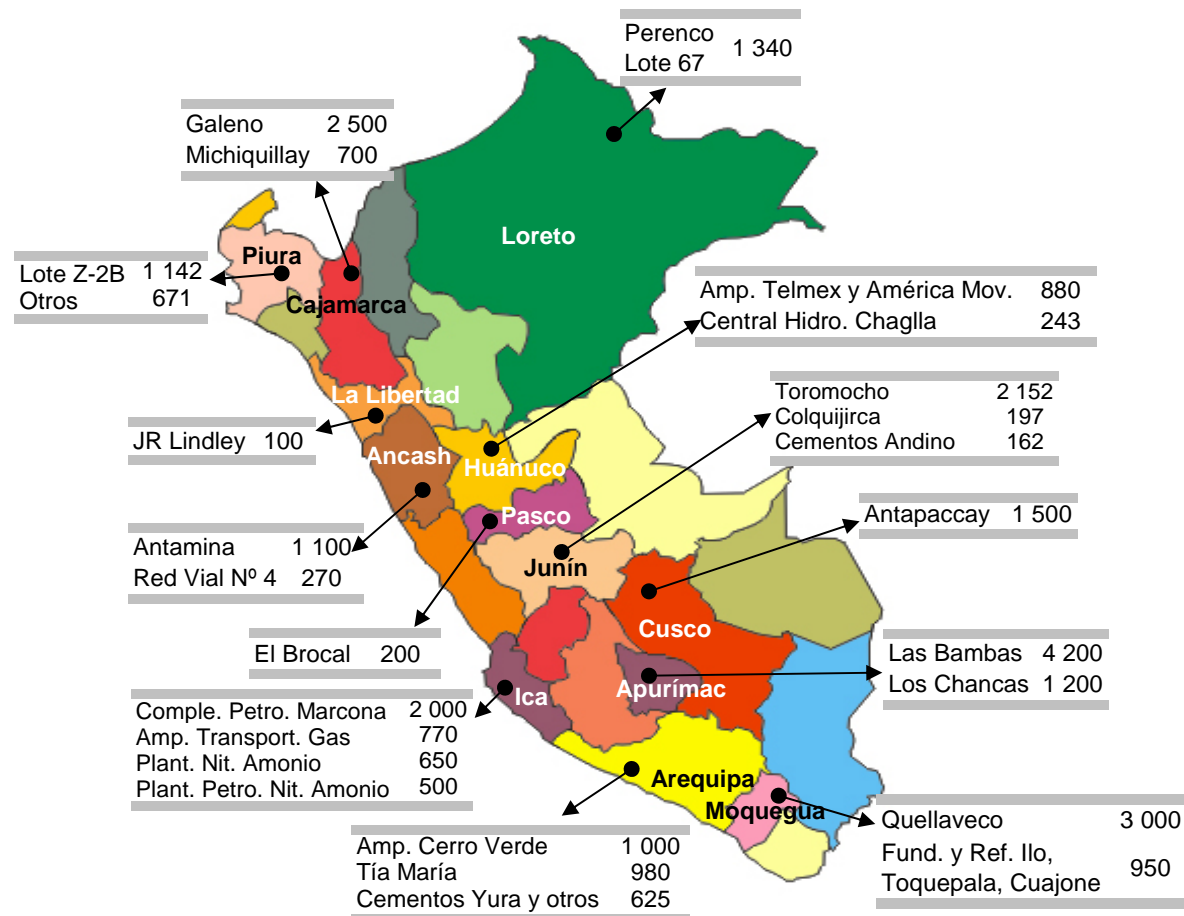 Perenco
Lote 67 1 340
Galeno 2 500
Michiquillay 700
Loreto
Piura
Lote Z-2B 1 142
Otros 671
Cajamarca
Amp. Telmex y América Mov. 880
Central Hidro. Chaglla 243
La Libertad
JR Lindley 100
Toromocho 2 152
Colquijirca 197
Cementos Andino 162
Ancash
Huánuco
Pasco
Antapaccay 1 500
Antamina 1 100
Red Vial Nº 4 270
Junín
Cusco
El Brocal 200
Las Bambas 4 200
Los Chancas 1 200
Ica
Apurímac
Comple. Petro. Marcona 2 000
Amp. Transport. Gas 770
Plant. Nit. Amonio 650
Plant. Petro. Nit. Amonio 500
Arequipa
Moquegua
Quellaveco 3 000
Fund. y Ref. Ilo,
Toquepala, Cuajone 950
Amp. Cerro Verde 1 000
Tía María 980
Cementos Yura y otros 625